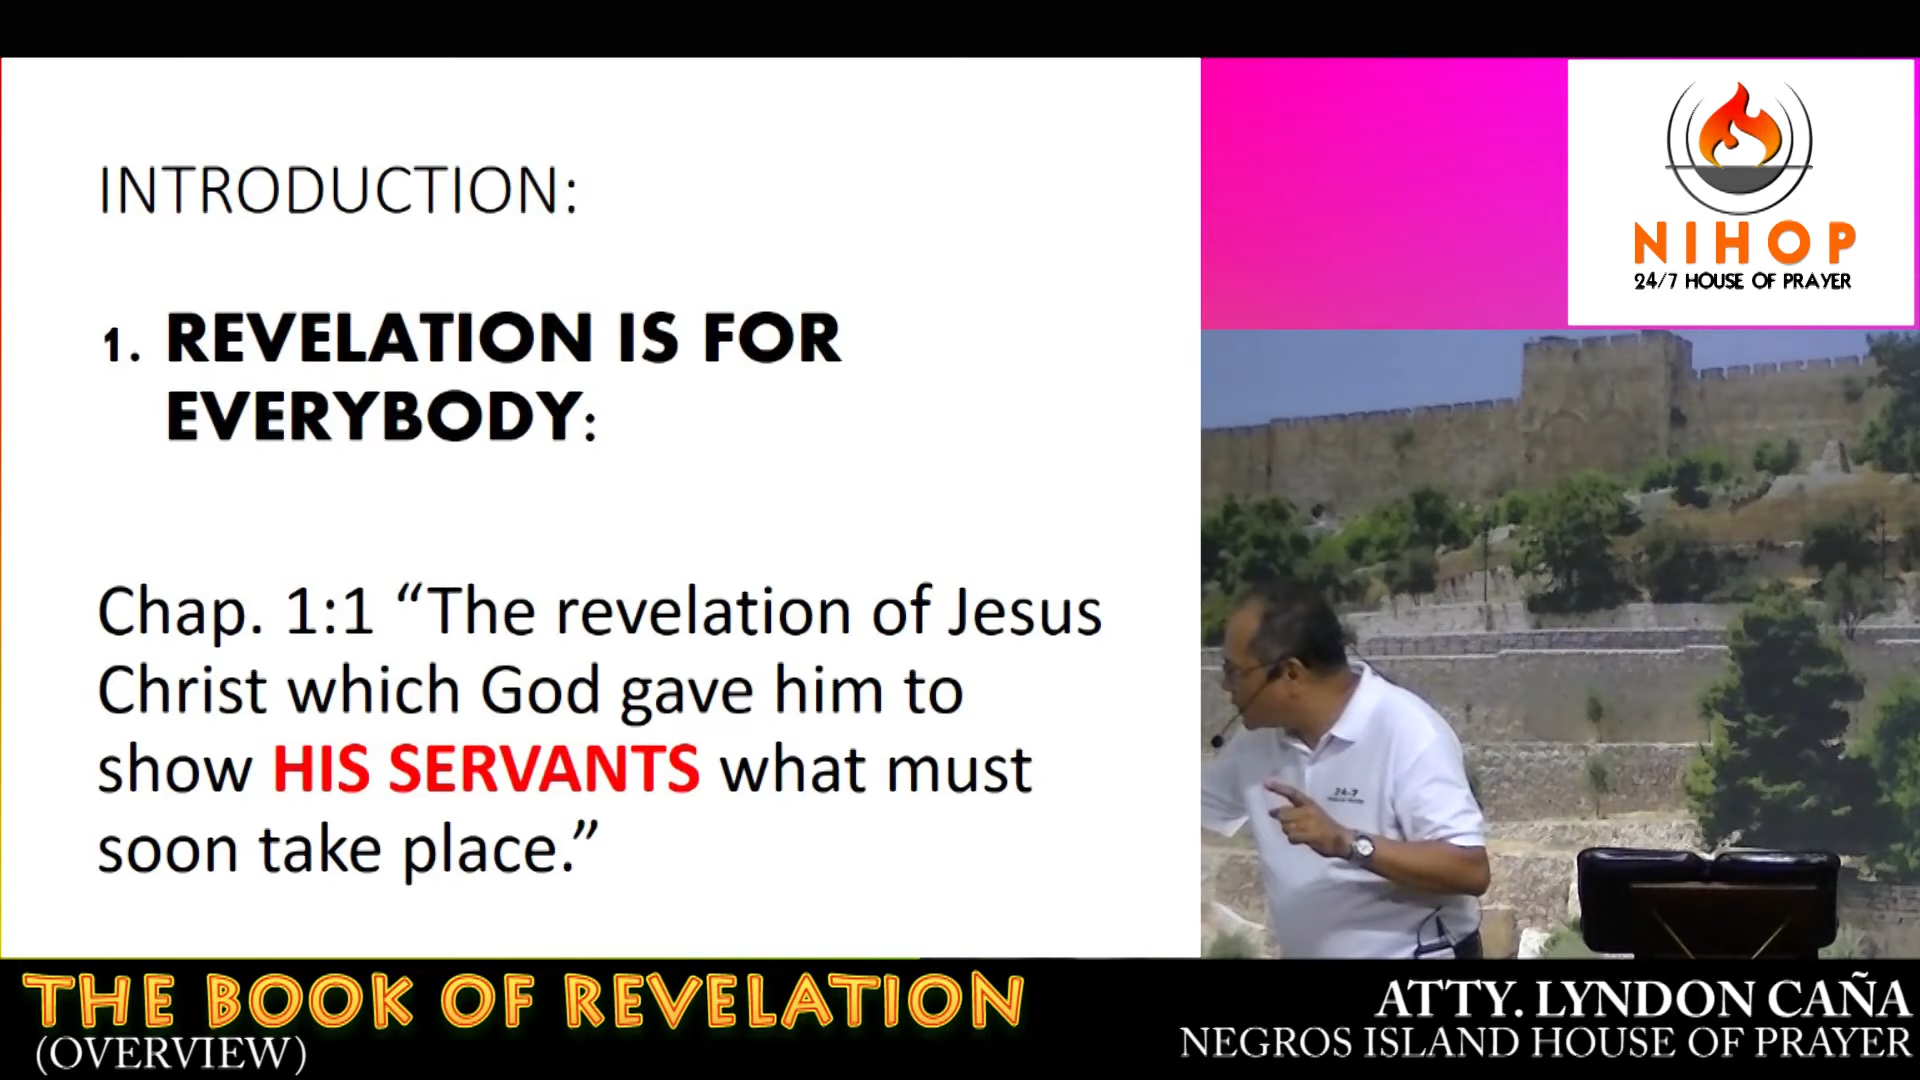 INTRODUCTION:
1. REVELATION IS FOR
EVERYBODY:
Chap. 1:1 “The revelation of Jesus
Christ which God gave him to
show HIS SERVANTS what must
soon take place.”
NIHOP
24/7 HOUSE OF PRAYER
24-7
THE BOOK OF REVELATION
(OVERVIEW)
ATTY. LYNDON CAÑA
NEGROS ISLAND HOUSE OF PRAYER